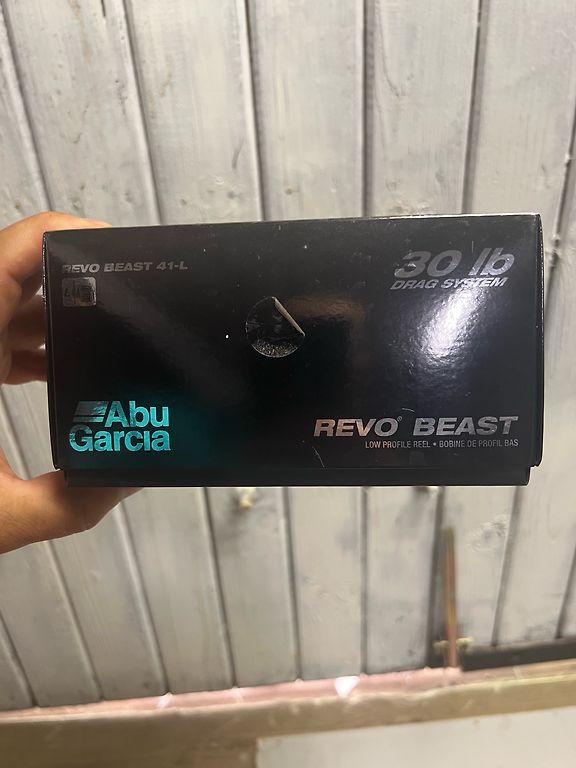 REVO BEAST 41-L
30 lb
DRAG SYSTEM
Abu
Garcia
REVO® BEAST
LOW PROFILE REEL • BOBINE DE PROFIL BAS